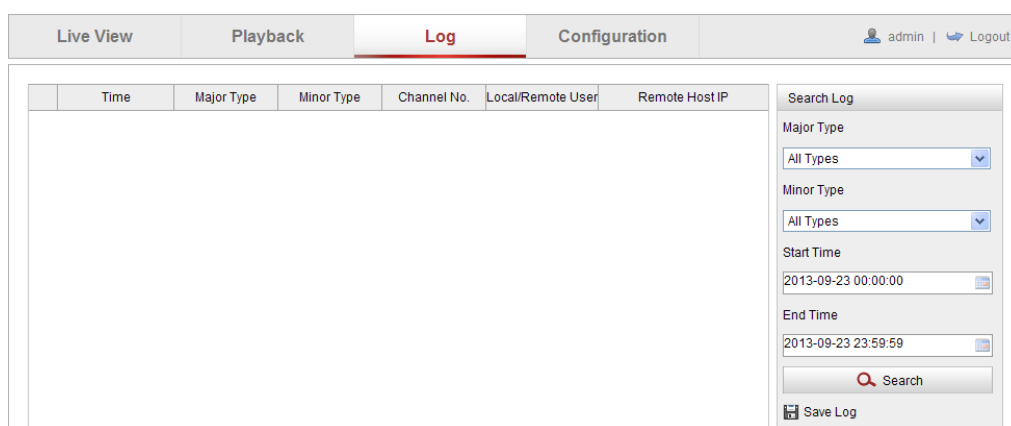 Live View Playback Log Configuration admin | Logout
Time Major Type Minor Type Channel No. Local/Remote User Remote Host IP
Search Log
Major Type
All Types
Minor Type
All Types
Start Time
2013-09-23 00:00:00
End Time
2013-09-23 23:59:59
Search
Save Log